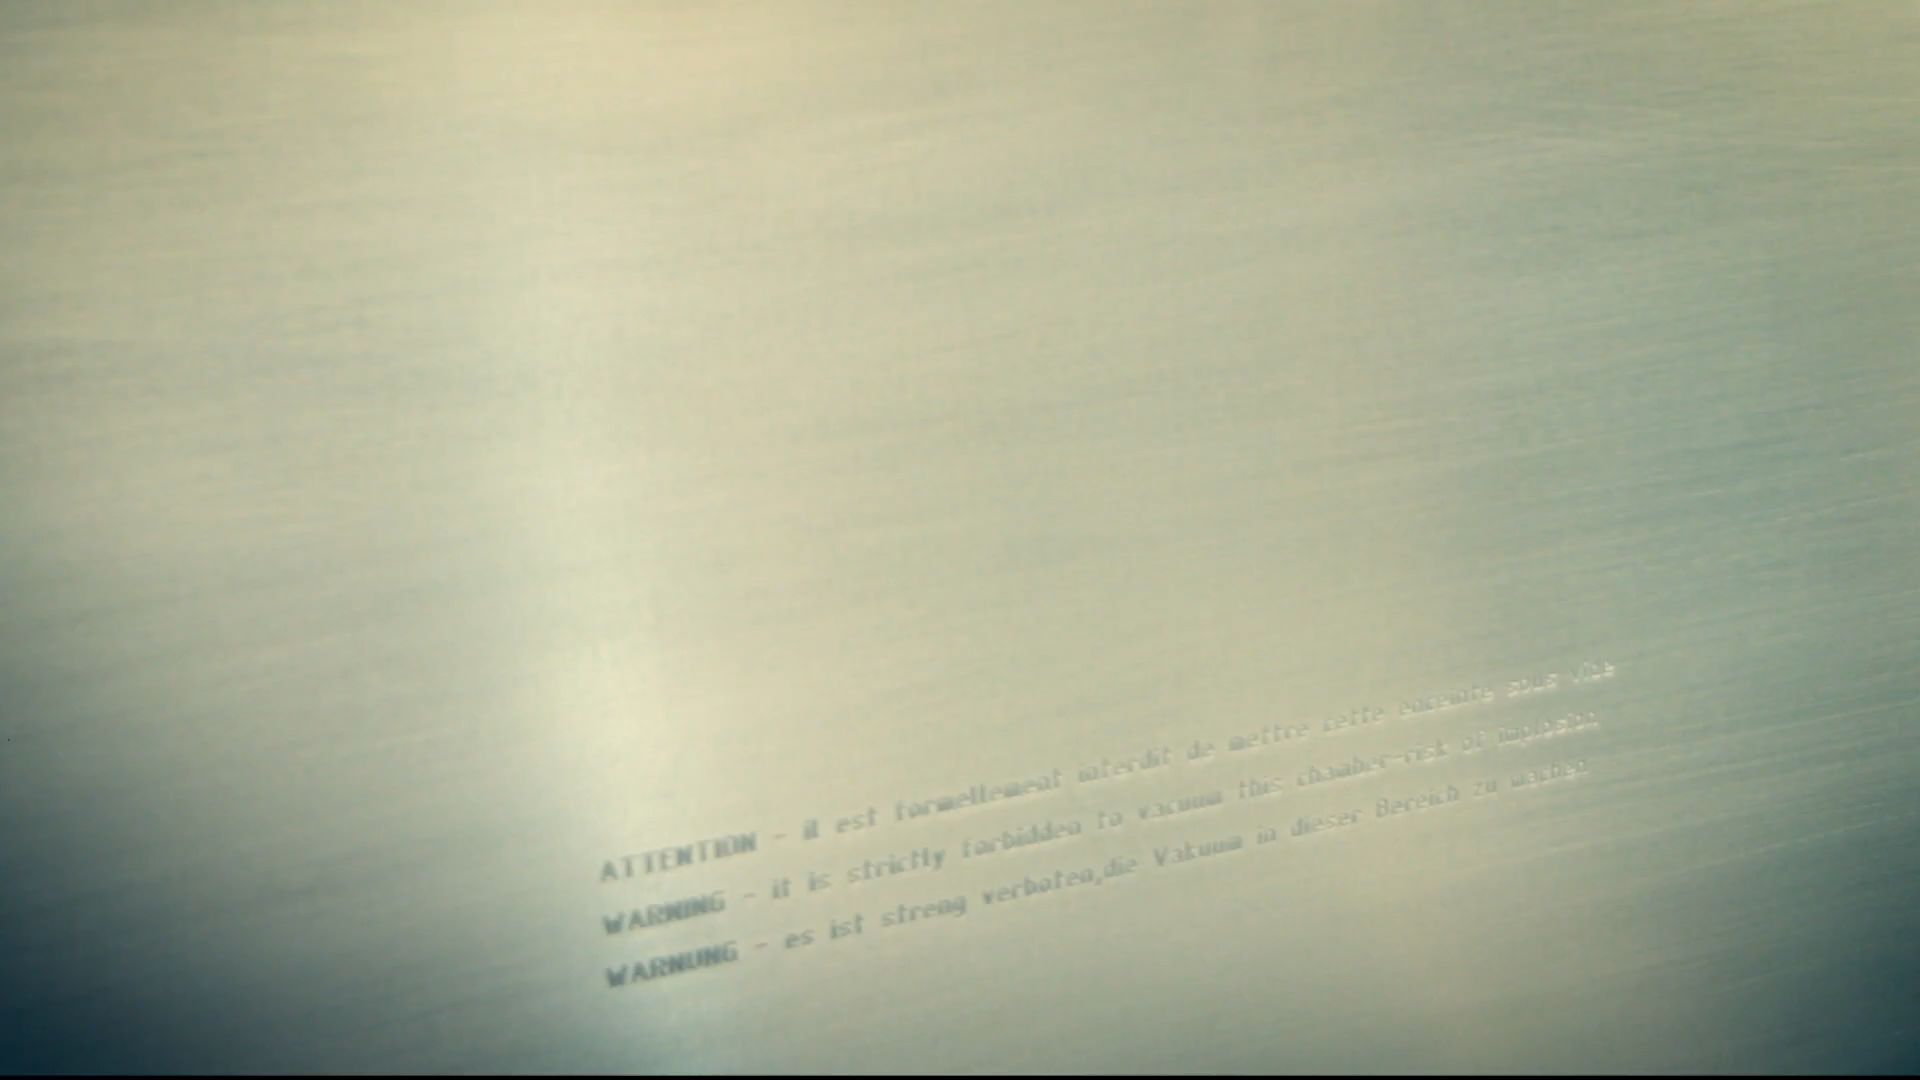 ATTENTION - il est formellement interdit de mettre cette enceinte sous vide
WARNING - it is strictly forbidden to vacuum this chamber-risk of implosion
WARNUNG - es ist streng verboten,die Vakuum in dieser Bereich zu machen